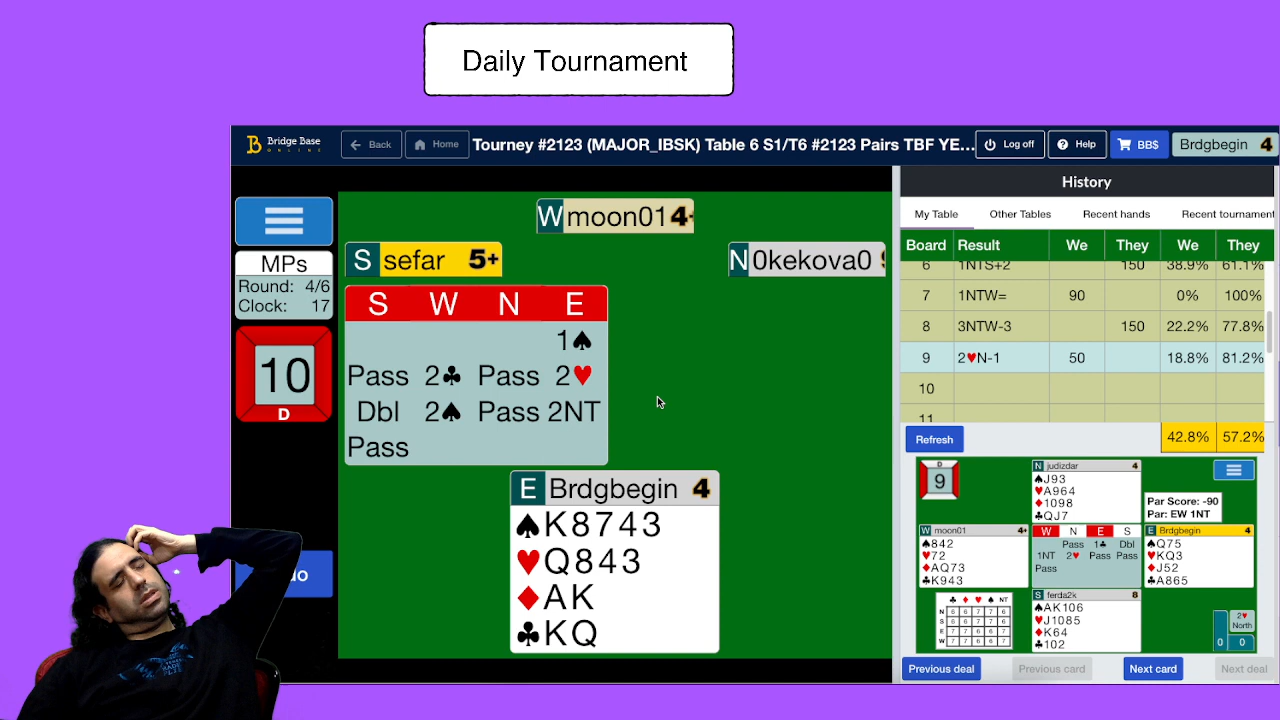 Daily Tournament
Bridge Base
ONLINE
Back
Home
Tourney #2123 (MAJOR_IBSK) Table 6 S1/T6 #2123 Pairs TBF YE...
Log off
Help
BB$
Brdgbegin 4
W moon01 4+
S sefar 5+
N 0kekova0
MPs
Round: 4/6
Clock: 17
10
D
S W N E
1♠
Pass 2♣ Pass 2♥
Dbl 2♠ Pass 2NT
Pass
E Brdgbegin 4
♠K8743
♥Q843
♦AK
♣KQ
History
My Table Other Tables Recent hands Recent tournament
Board Result We They We They
6 1NTS+2 150 38.9% 61.1%
7 1NTW= 90 0% 100%
8 3NTW-3 150 22.2% 77.8%
9 2♥N-1 50 18.8% 81.2%
10
11
Refresh
42.8% 57.2%
D
9
N judizdar 4
♠J93
♥A964
♦1098
♣QJ7
Par Score: -90
Par: EW 1NT
W moon01 4+
♠842
♥72
♦AQ73
♣K943
W N E S
Pass 1♣ Dbl
1NT 2♥ Pass Pass
Pass
E Brdgbegin 4
♠Q75
♥KQ3
♦J52
♣A865
S ferda2k 8
♠AK106
♥J1085
♦K64
♣102
♣ ♦ ♥ ♠ NT
2♥
North
0 0
Previous deal
Previous card
Next card
Next deal